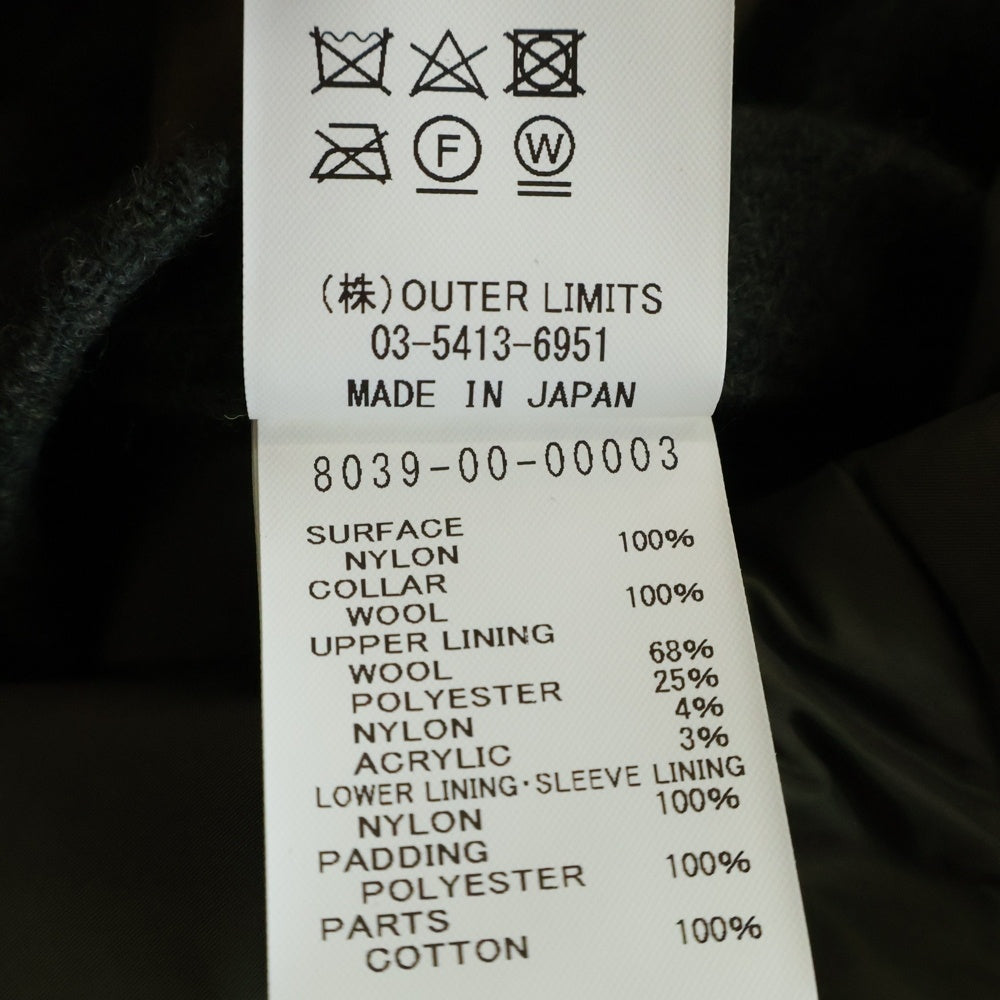 F W
(株)OUTER LIMITS
03-5413-6951
MADE IN JAPAN
8039-00-00003
SURFACE
NYLON 100%
COLLAR
WOOL 100%
UPPER LINING
WOOL 68%
POLYESTER 25%
NYLON 4%
ACRYLIC 3%
LOWER LINING·SLEEVE LINING
NYLON 100%
PADDING
POLYESTER 100%
PARTS
COTTON 100%